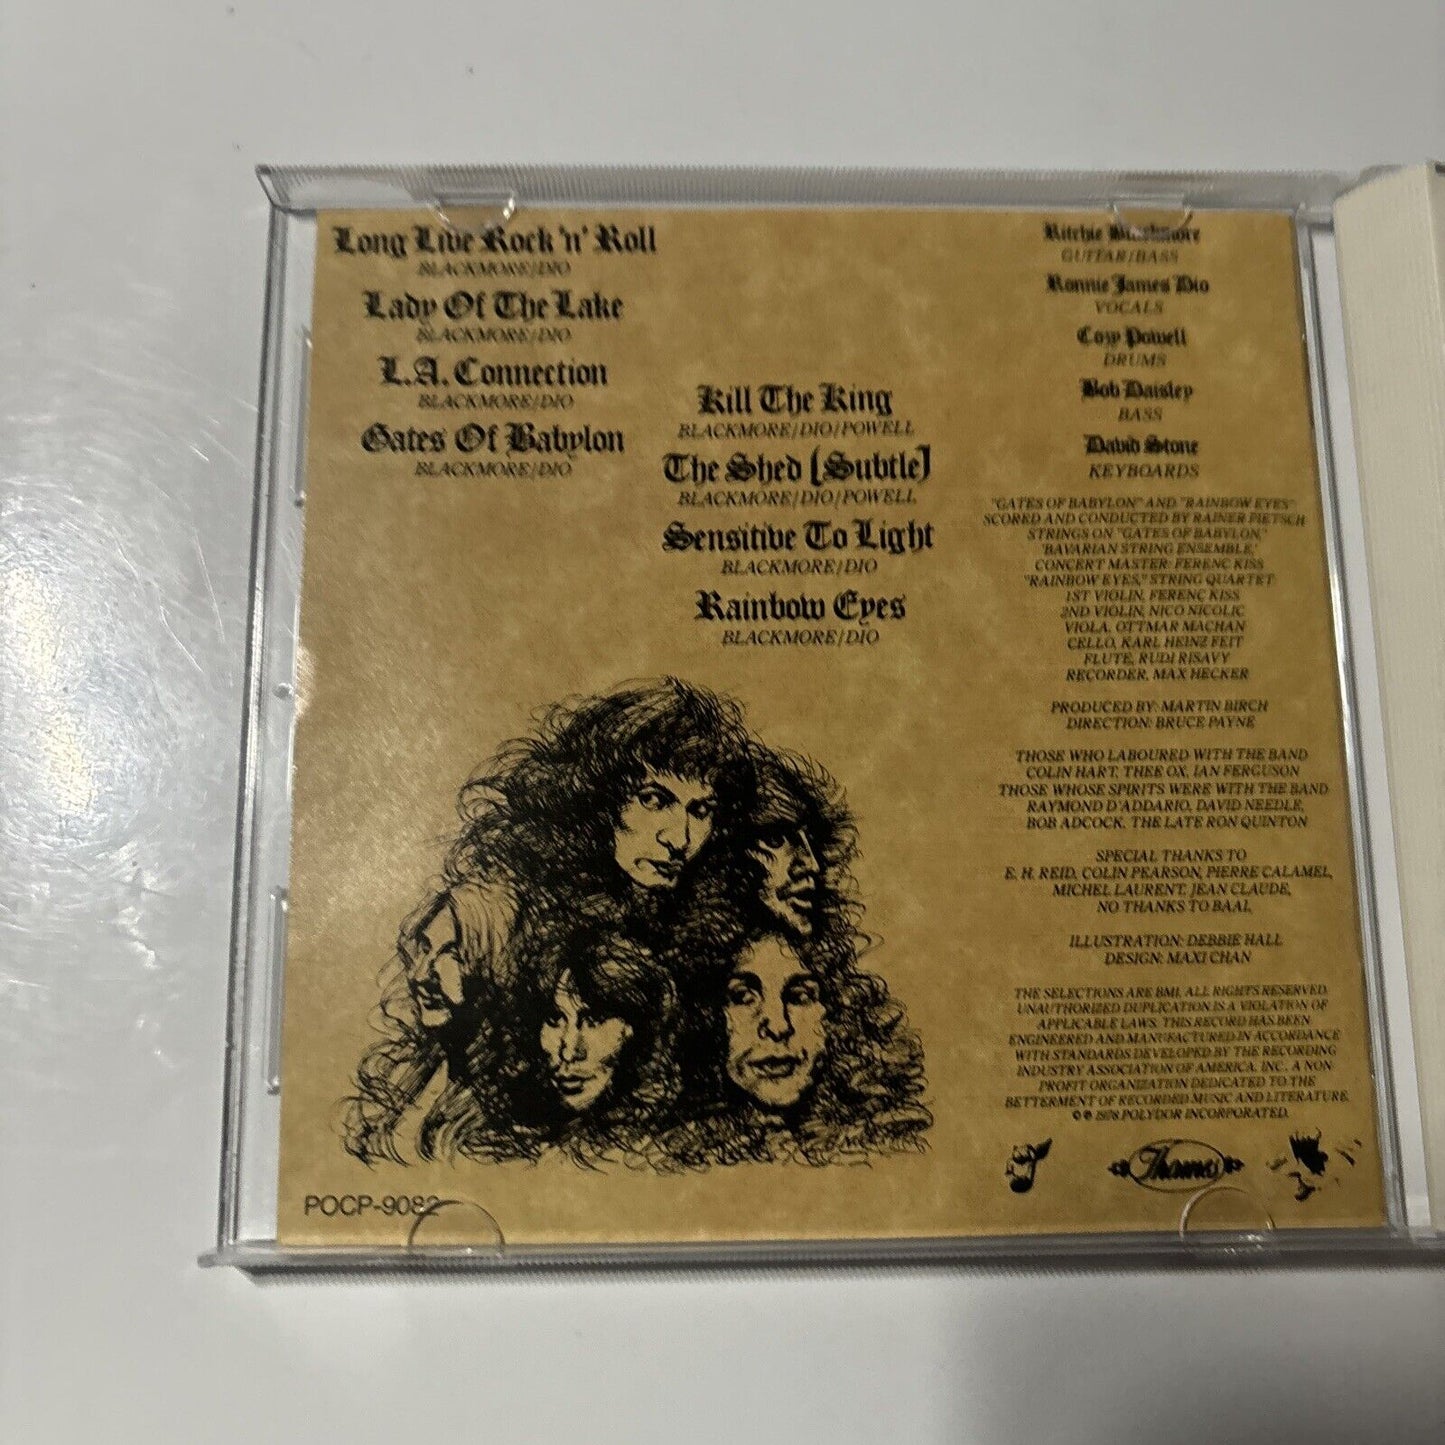 Long Live Rock 'n' Roll
BLACKMORE/DIO
Lady Of The Lake
BLACKMORE/DIO
L.A. Connection
BLACKMORE/DIO
Gates Of Babylon
BLACKMORE/DIO
Kill The King
BLACKMORE/DIO/POWELL
The Shed (Subtle)
BLACKMORE/DIO/POWELL
Sensitive To Light
BLACKMORE/DIO
Rainbow Eyes
BLACKMORE/DIO
Ritchie Blackmore
GUITAR/BASS
Ronnie James Dio
VOCALS
Cozy Powell
DRUMS
Bob Daisley
BASS
David Stone
KEYBOARDS
"GATES OF BABYLON" AND "RAINBOW EYES"
SCORED AND CONDUCTED BY RAINER PIETSCH
STRINGS ON "GATES OF BABYLON,"
'BAVARIAN STRING ENSEMBLE,'
CONCERT MASTER: FERENC KISS
"RAINBOW EYES," STRING QUARTET:
1ST VIOLIN, FERENC KISS
2ND VIOLIN, NICO NICOLIC
VIOLA, OTTMAR MACHAN
CELLO, KARL HEINZ FEIT
FLUTE, RUDI RISAVY
RECORDER, MAX HECKER
PRODUCED BY: MARTIN BIRCH
DIRECTION: BRUCE PAYNE
THOSE WHO LABOURED WITH THE BAND
COLIN HART, THEE OX, IAN FERGUSON
THOSE WHOSE SPIRITS WERE WITH THE BAND
RAYMOND D'ADDARIO, DAVID NEEDLE,
BOB ADCOCK, THE LATE RON QUINTON
SPECIAL THANKS TO
E. H. REID, COLIN PEARSON, PIERRE CALAMEL,
MICHEL LAURENT, JEAN CLAUDE,
NO THANKS TO BAAL
ILLUSTRATION: DEBBIE HALL
DESIGN: MAXI CHAN
THE SELECTIONS ARE BMI, ALL RIGHTS RESERVED.
UNAUTHORIZED DUPLICATION IS A VIOLATION OF
APPLICABLE LAWS. THIS RECORD HAS BEEN
ENGINEERED AND MANUFACTURED IN ACCORDANCE
WITH STANDARDS DEVELOPED BY THE RECORDING
INDUSTRY ASSOCIATION OF AMERICA, INC., A NON-
PROFIT ORGANIZATION DEDICATED TO THE
BETTERMENT OF RECORDED MUSIC AND LITERATURE.
© ℗ 1978 POLYDOR INCORPORATED.
Thames
POCP-9082